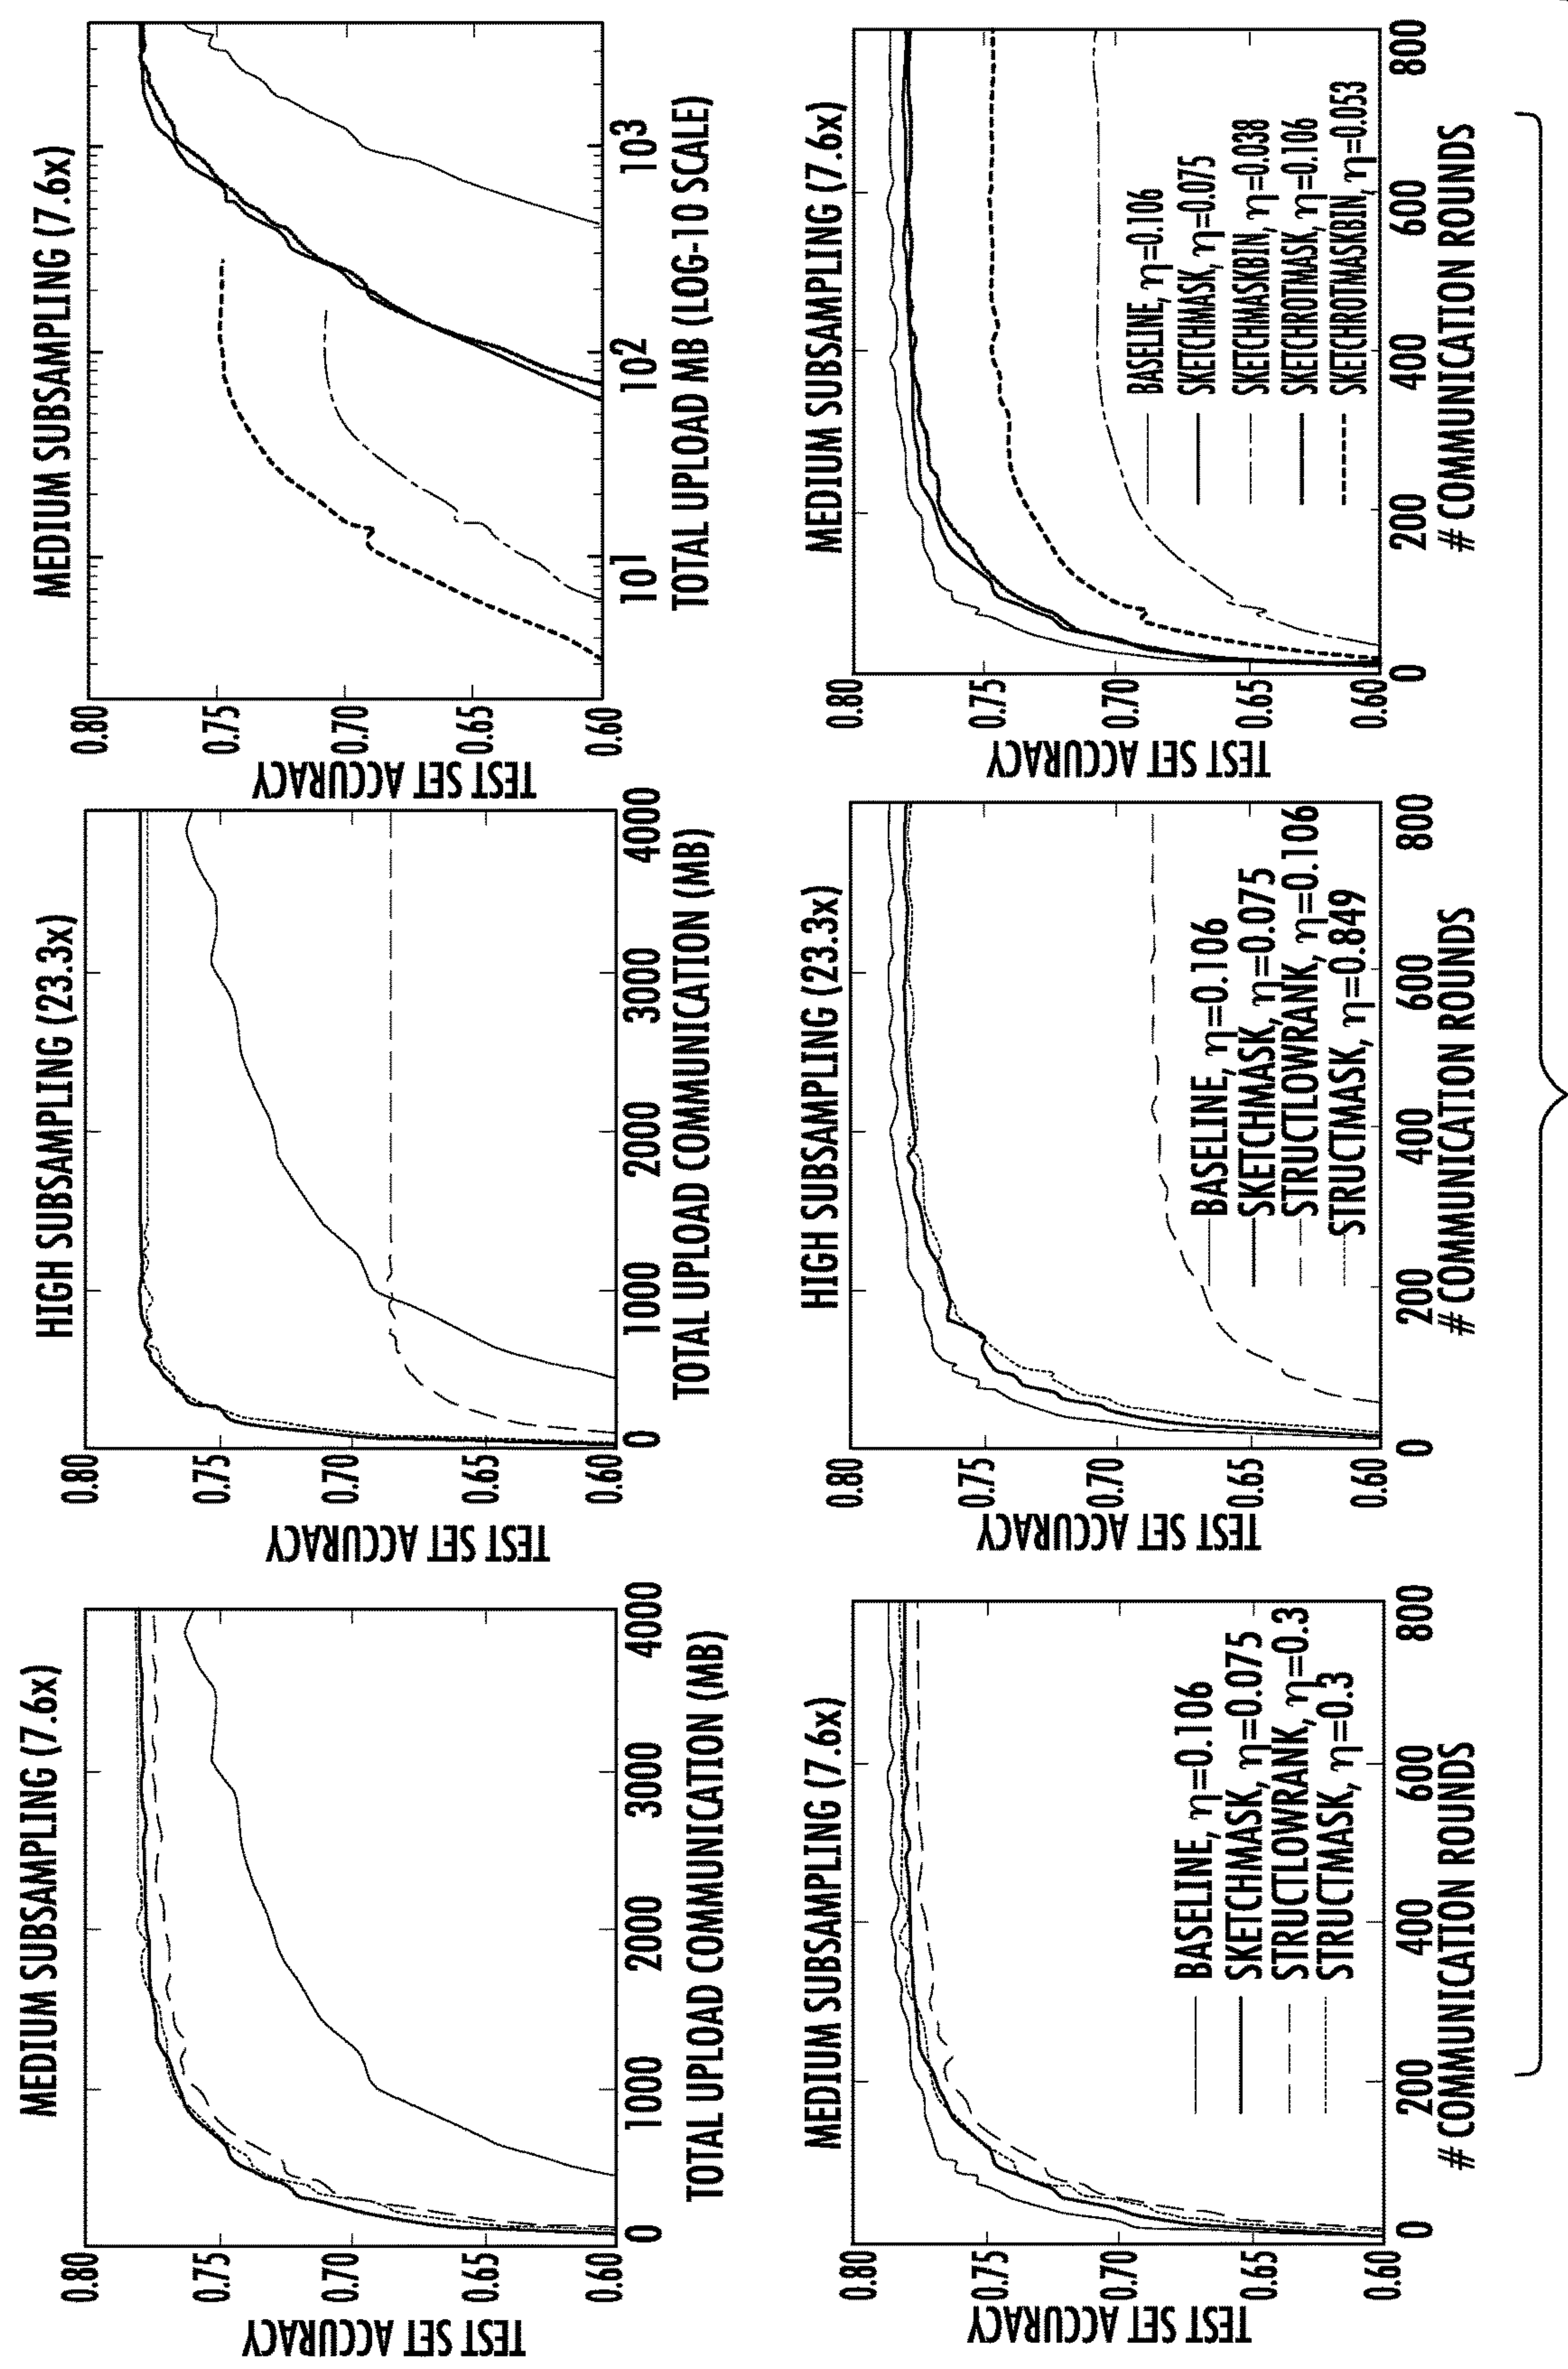 MEDIUM SUBSAMPLING (7.6x)
TEST SET ACCURACY
0.80
0.75
0.70
0.65
0.60
0
1000
2000
3000
4000
TOTAL UPLOAD COMMUNICATION (MB)
HIGH SUBSAMPLING (23.3x)
TEST SET ACCURACY
0.80
0.75
0.70
0.65
0.60
0
1000
2000
3000
4000
TOTAL UPLOAD COMMUNICATION (MB)
MEDIUM SUBSAMPLING (7.6x)
TEST SET ACCURACY
0.80
0.75
0.70
0.65
0.60
10¹
10²
10³
TOTAL UPLOAD MB (LOG-10 SCALE)
MEDIUM SUBSAMPLING (7.6x)
TEST SET ACCURACY
0.80
0.75
0.70
0.65
0.60
BASELINE, η=0.106
SKETCHMASK, η=0.075
STRUCTLOWRANK, η=0.3
STRUCTMASK, η=0.3
0
200
400
600
800
# COMMUNICATION ROUNDS
HIGH SUBSAMPLING (23.3x)
TEST SET ACCURACY
0.80
0.75
0.70
0.65
0.60
BASELINE, η=0.106
SKETCHMASK, η=0.075
STRUCTLOWRANK, η=0.106
STRUCTMASK, η=0.849
0
200
400
600
800
# COMMUNICATION ROUNDS
MEDIUM SUBSAMPLING (7.6x)
TEST SET ACCURACY
0.80
0.75
0.70
0.65
0.60
BASELINE, η=0.106
SKETCHMASK, η=0.075
SKETCHMASKBIN, η=0.038
SKETCHROTMASK, η=0.106
SKETCHROTMASKBIN, η=0.053
0
200
400
600
800
# COMMUNICATION ROUNDS